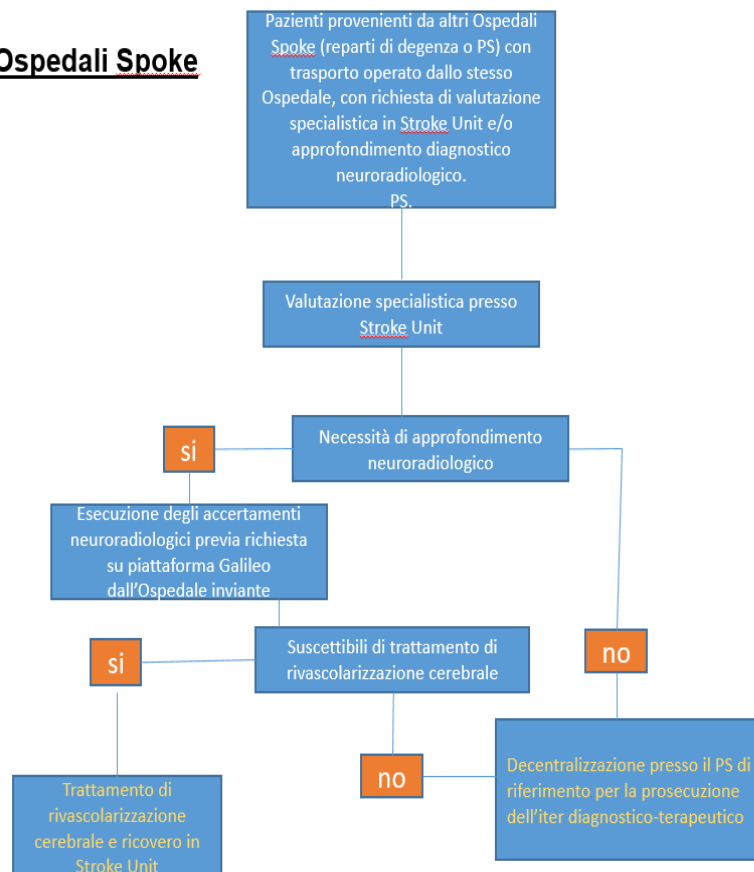 Ospedali Spoke
Pazienti provenienti da altri Ospedali
Spoke (reparti di degenza o PS) con
trasporto operato dallo stesso
Ospedale, con richiesta di valutazione
specialistica in Stroke Unit e/o
approfondimento diagnostico
neuroradiologico.
PS.
Valutazione specialistica presso
Stroke Unit
Necessità di approfondimento
neuroradiologico
si
Esecuzione degli accertamenti
neuroradiologici previa richiesta
su piattaforma Galileo
dall'Ospedale inviante
Suscettibili di trattamento di
rivascolarizzazione cerebrale
si
no
no
Decentralizzazione presso il PS di
riferimento per la prosecuzione
dell'iter diagnostico-terapeutico
Trattamento di
rivascolarizzazione
cerebrale e ricovero in
Stroke Unit